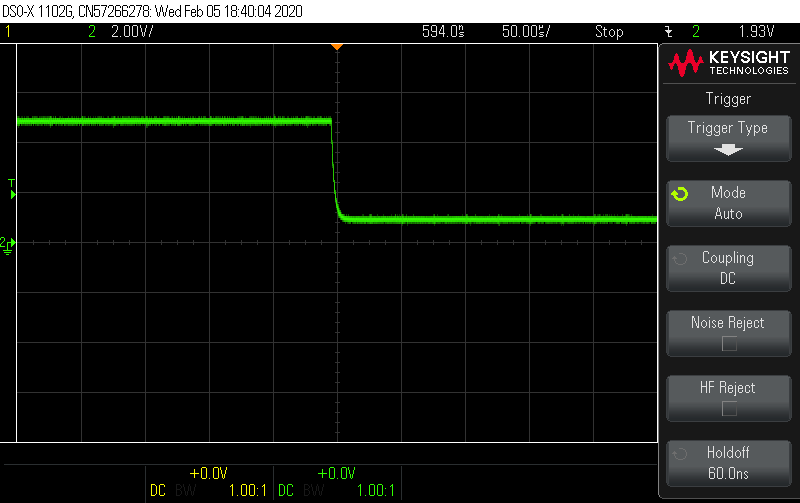 DSO-X 1102G, CN57266278: Wed Feb 05 18:40:04 2020
1 2 2.00V/ 594.0ns 50.00s/ Stop 2 1.93V
KEYSIGHT
TECHNOLOGIES
Trigger
Trigger Type
Mode
Auto
Coupling
DC
Noise Reject
HF Reject
Holdoff
60.0ns
T
2
+0.0V +0.0V
DC BW 1.00:1 DC BW 1.00:1